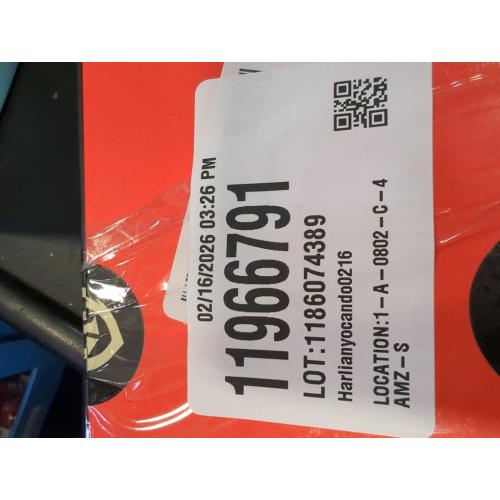 02/16/2026 03:26 PM
11966791
LOT:1186074389
Harlianyocando0216
LOCATION:1-A-0802-C-4
AMZ-S